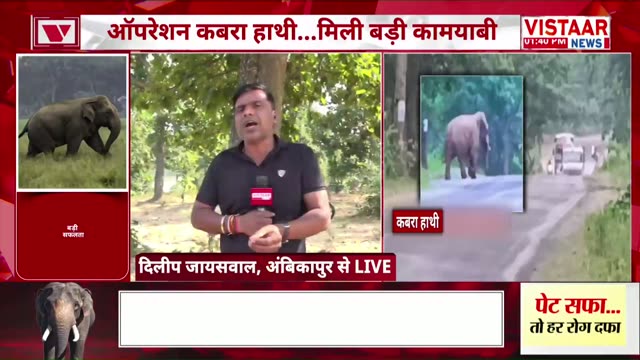 ऑपरेशन कबरा हाथी...मिली बड़ी कामयाबी
VISTAAR
01:40 PM NEWS
बड़ी
सफलता
कबरा हाथी
दिलीप जायसवाल, अंबिकापुर से LIVE
पेट सफा...
तो हर रोग दफा